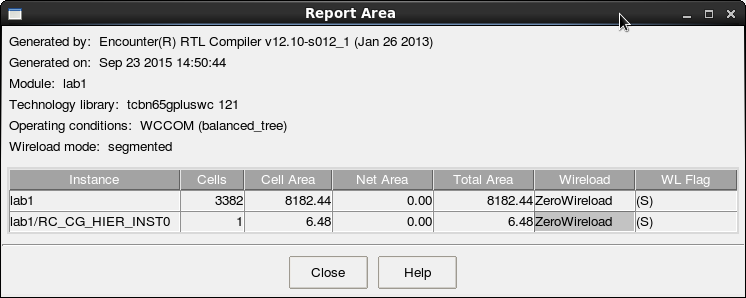 Report Area
Generated by: Encounter(R) RTL Compiler v12.10-s012_1 (Jan 26 2013)
Generated on: Sep 23 2015 14:50:44
Module: lab1
Technology library: tcbn65gpluswc 121
Operating conditions: WCCOM (balanced_tree)
Wireload mode: segmented
Instance Cells Cell Area Net Area Total Area Wireload WL Flag
lab1 3382 8182.44 0.00 8182.44 ZeroWireload (S)
lab1/RC_CG_HIER_INST0 1 6.48 0.00 6.48 ZeroWireload (S)
Close Help